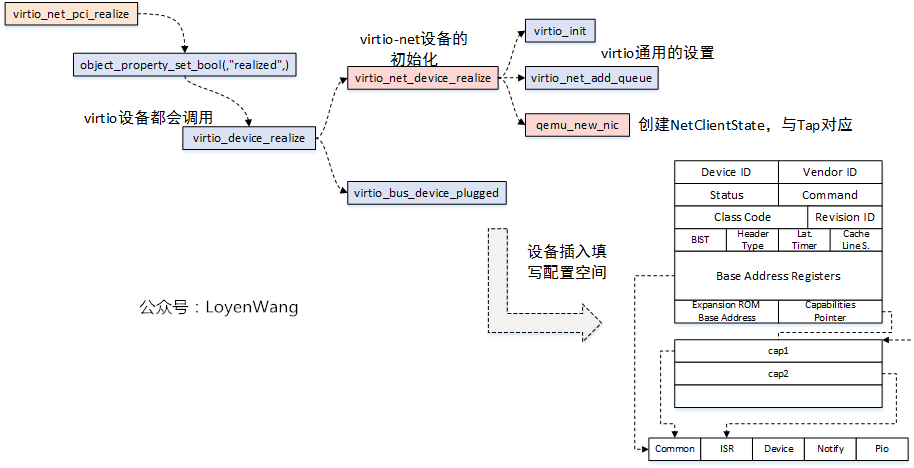 virtio_net_pci_realize
object_property_set_bool(,"realized",)
virtio设备都会调用
virtio_device_realize
virtio-net设备的
初始化
virtio_net_device_realize
virtio_init
virtio通用的设置
virtio_net_add_queue
qemu_new_nic
创建NetClientState，与Tap对应
virtio_bus_device_plugged
设备插入填
写配置空间
公众号：LoyenWang
Device ID
Vendor ID
Status
Command
Class Code
Revision ID
BIST
Header
Type
Lat.
Timer
Cache
Line S.
Base Address Registers
Expansion ROM
Base Address
Capabilities
Pointer
cap1
cap2
Common
ISR
Device
Notify
Pio